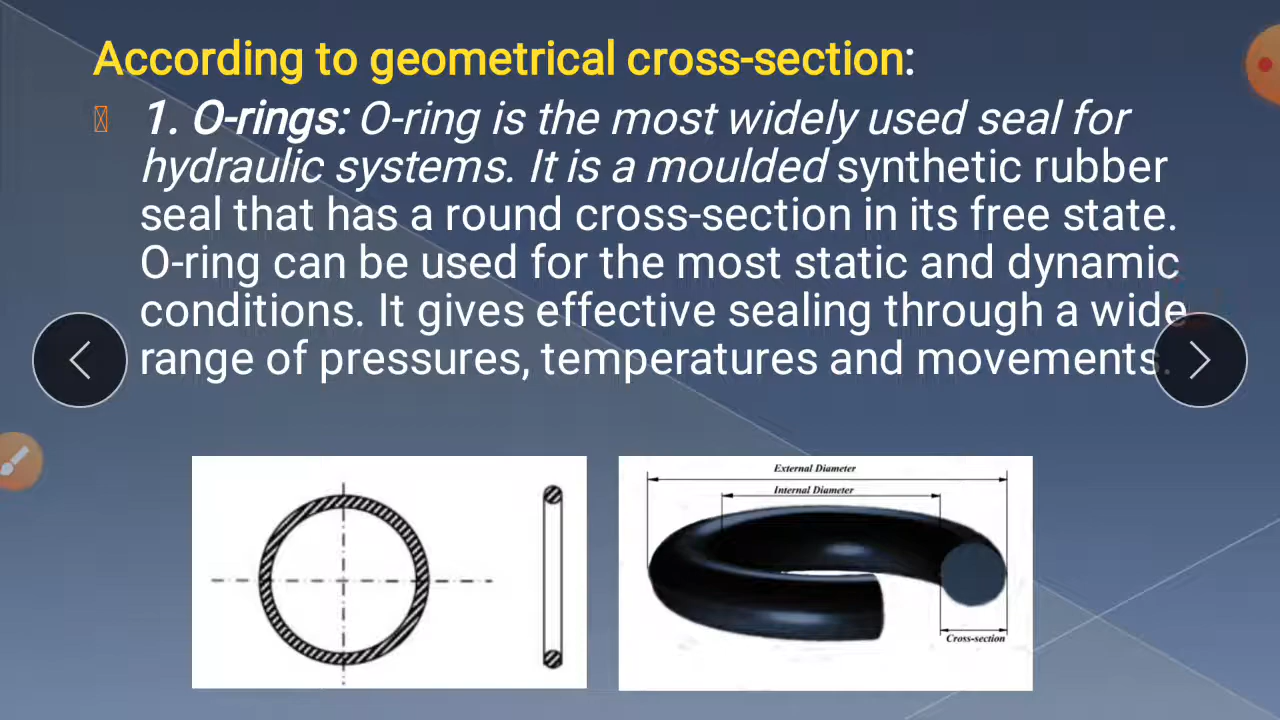 According to geometrical cross-section:
1. O-rings: O-ring is the most widely used seal for
hydraulic systems. It is a moulded synthetic rubber
seal that has a round cross-section in its free state.
O-ring can be used for the most static and dynamic
conditions. It gives effective sealing through a wide
range of pressures, temperatures and movements.
External Diameter
Internal Diameter
Cross-section